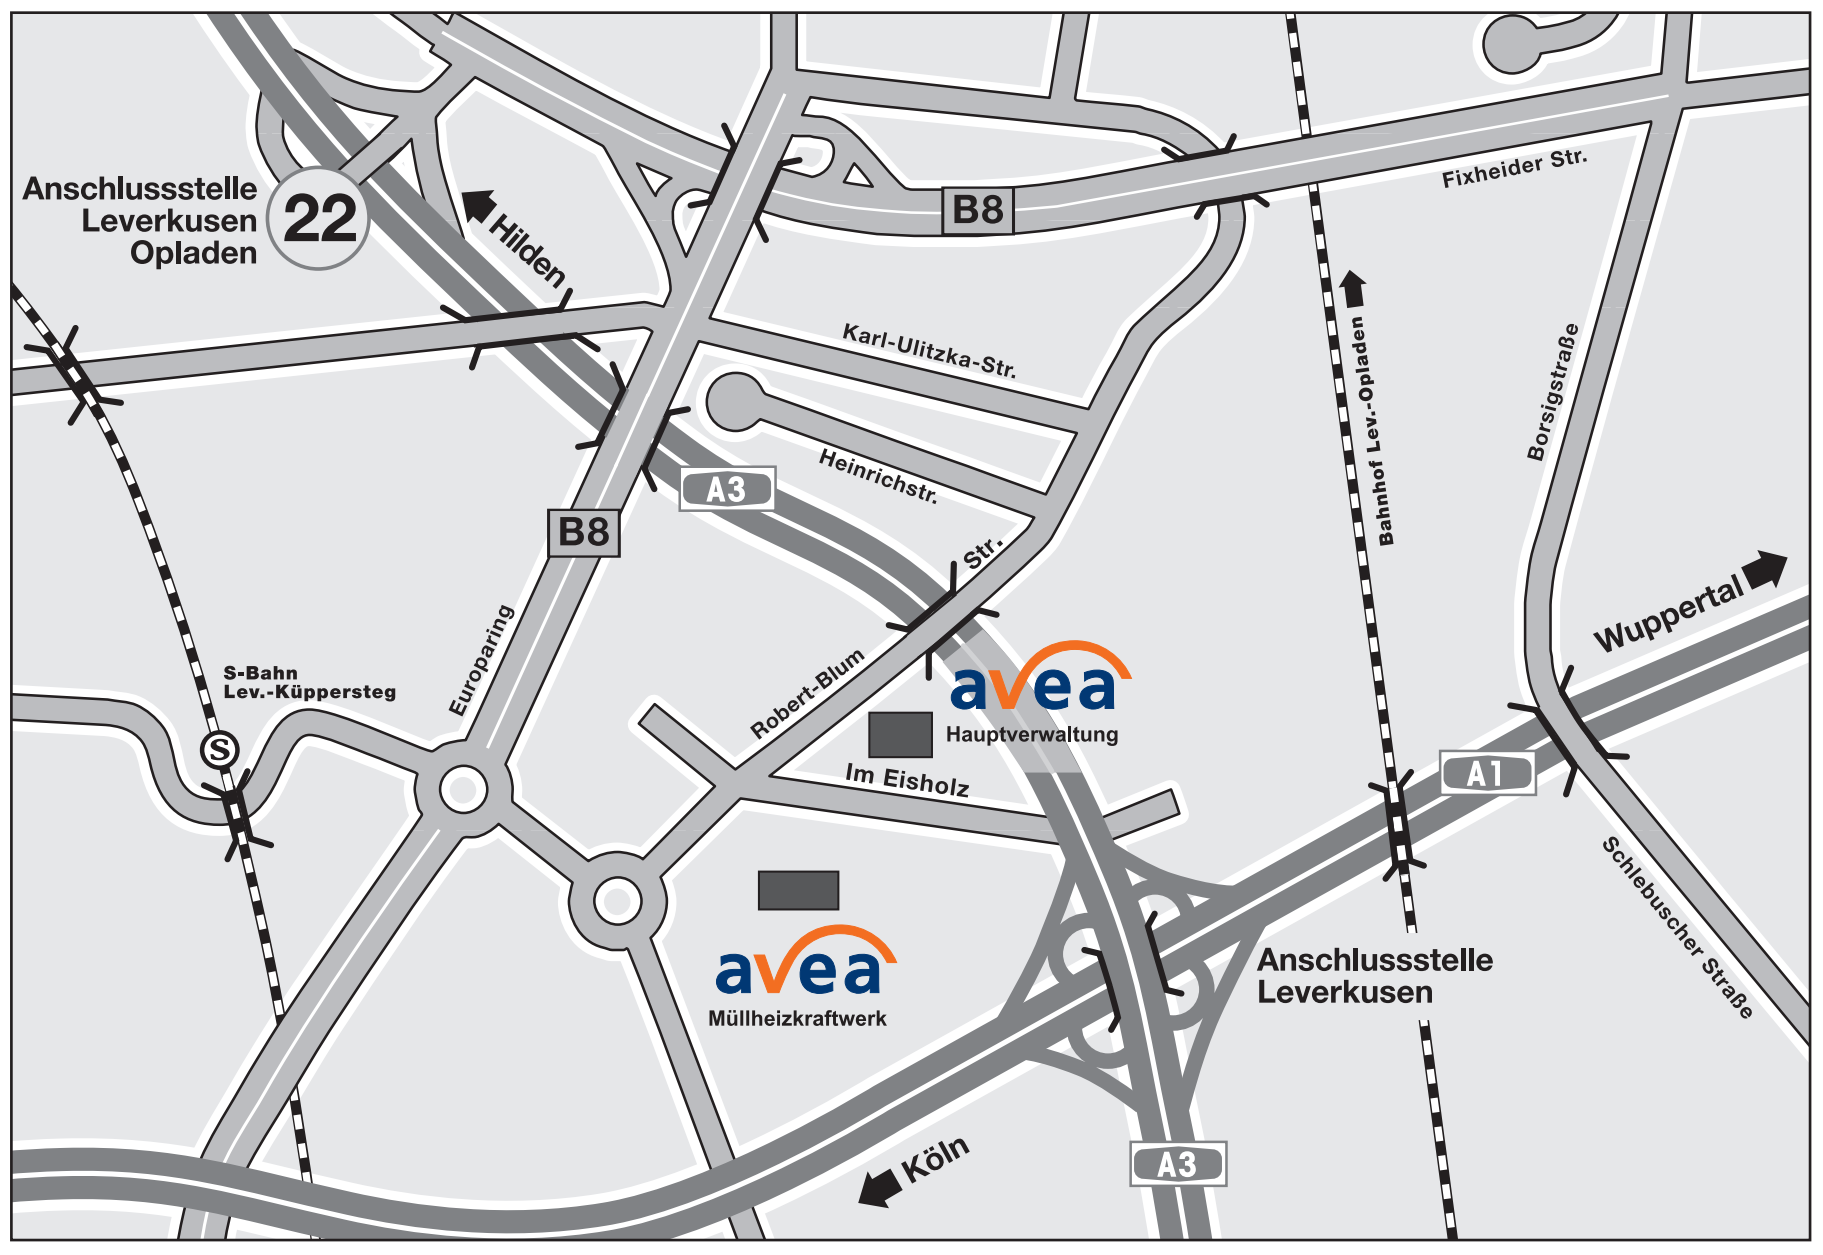 Anschlussstelle
Leverkusen
Opladen
22
Hilden
B8
Fixheider Str.
Karl-Ulitzka-Str.
Heinrichstr.
Bahnhof Lev.-Opladen
Borsigstraße
A3
B8
Str.
Robert-Blum
Europaring
S-Bahn
Lev.-Küppersteg
S
avea
Hauptverwaltung
Im Eisholz
Wuppertal
A1
Schlebuscher Straße
avea
Müllheizkraftwerk
Anschlussstelle
Leverkusen
Köln
A3